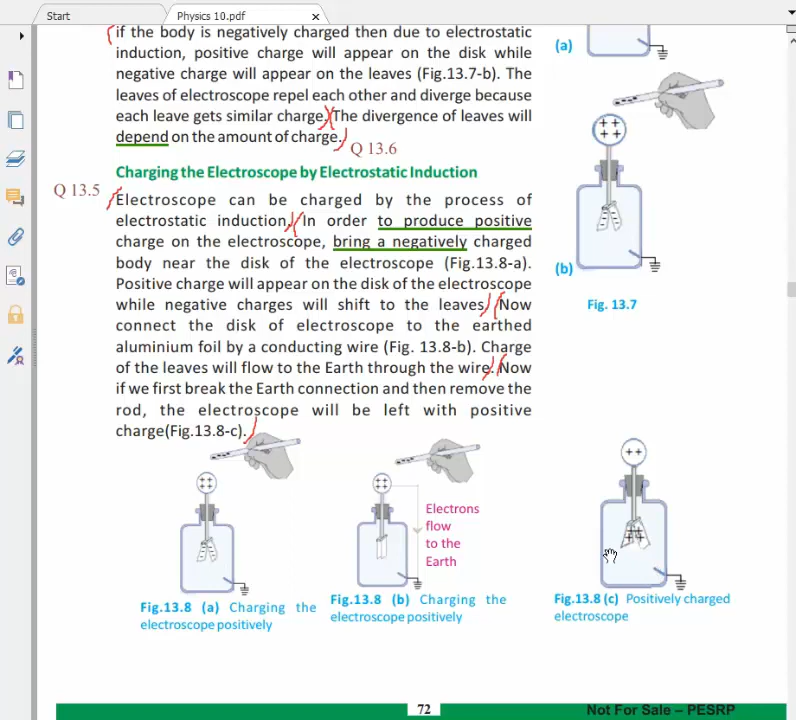 Start
Physics 10.pdf
x
if the body is negatively charged then due to electrostatic
induction, positive charge will appear on the disk while
negative charge will appear on the leaves (Fig.13.7-b). The
leaves of electroscope repel each other and diverge because
each leave gets similar charge. The divergence of leaves will
depend on the amount of charge.
Q 13.6
(a)
(b)
Fig. 13.7
Charging the Electroscope by Electrostatic Induction
Q 13.5
Electroscope can be charged by the process of
electrostatic induction. In order to produce positive
charge on the electroscope, bring a negatively charged
body near the disk of the electroscope (Fig.13.8-a).
Positive charge will appear on the disk of the electroscope
while negative charges will shift to the leaves. Now
connect the disk of electroscope to the earthed
aluminium foil by a conducting wire (Fig. 13.8-b). Charge
of the leaves will flow to the Earth through the wire. Now
if we first break the Earth connection and then remove the
rod, the electroscope will be left with positive
charge(Fig.13.8-c).
Electrons
flow
to the
Earth
Fig.13.8 (a) Charging the
electroscope positively
Fig.13.8 (b) Charging the
electroscope positively
Fig.13.8 (c) Positively charged
electroscope
72
Not For Sale – PESRP